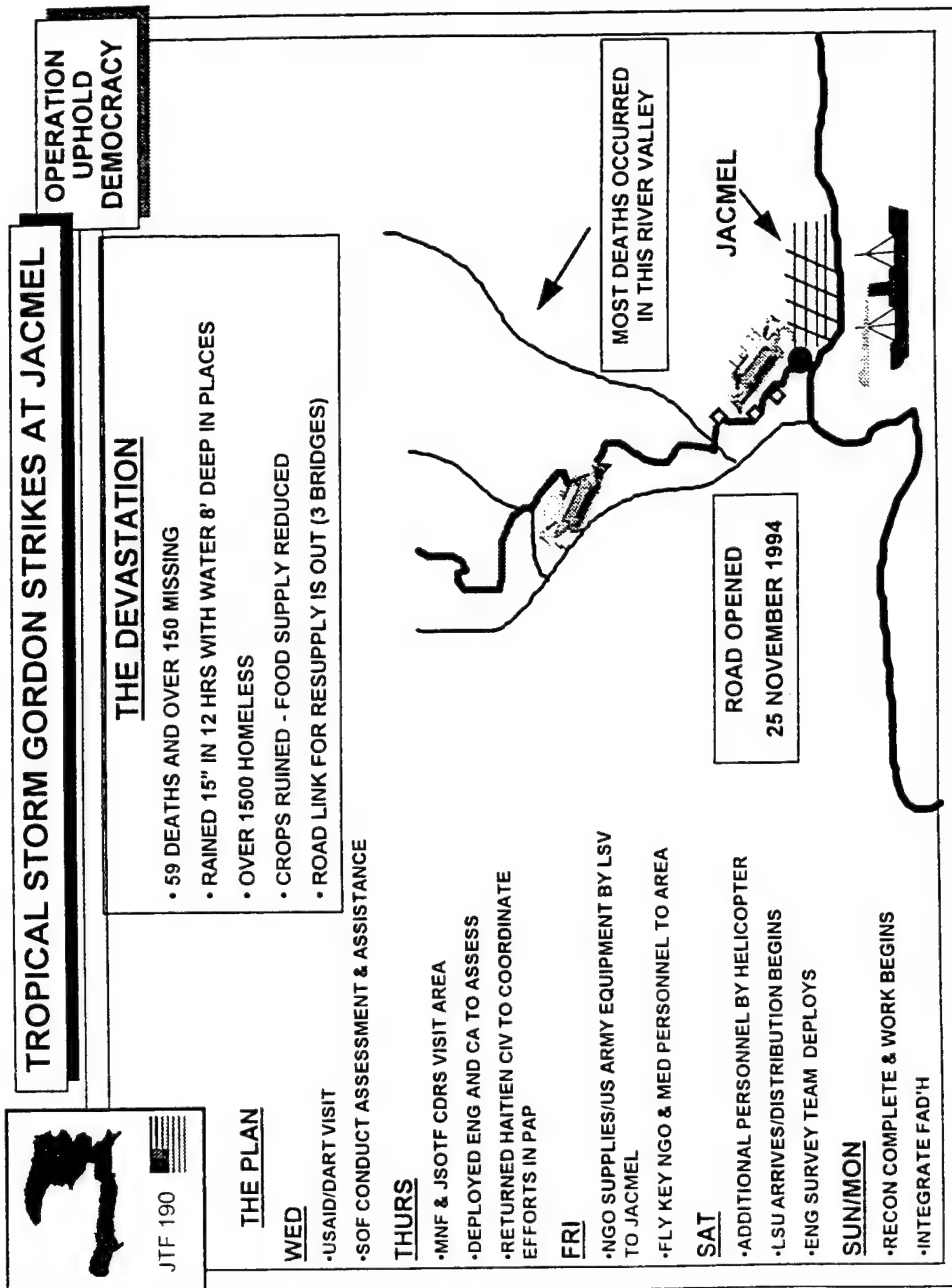 TROPICAL STORM GORDON STRIKES AT JACMEL
OPERATION
UPHOLD
DEMOCRACY
JTF 190
THE PLAN
WED
•USAID/DART VISIT
•SOF CONDUCT ASSESSMENT & ASSISTANCE
THURS
•MNF & JSOTF CDRS VISIT AREA
•DEPLOYED ENG AND CA TO ASSESS
•RETURNED HAITIEN CIV TO COORDINATE
EFFORTS IN PAP
FRI
•NGO SUPPLIES/US ARMY EQUIPMENT BY LSV
TO JACMEL
•FLY KEY NGO & MED PERSONNEL TO AREA
SAT
•ADDITIONAL PERSONNEL BY HELICOPTER
•LSU ARRIVES/DISTRIBUTION BEGINS
•ENG SURVEY TEAM DEPLOYS
SUN/MON
•RECON COMPLETE & WORK BEGINS
•INTEGRATE FAD'H
THE DEVASTATION
• 59 DEATHS AND OVER 150 MISSING
• RAINED 15" IN 12 HRS WITH WATER 8' DEEP IN PLACES
• OVER 1500 HOMELESS
• CROPS RUINED - FOOD SUPPLY REDUCED
• ROAD LINK FOR RESUPPLY IS OUT (3 BRIDGES)
MOST DEATHS OCCURRED
IN THIS RIVER VALLEY
JACMEL
ROAD OPENED
25 NOVEMBER 1994